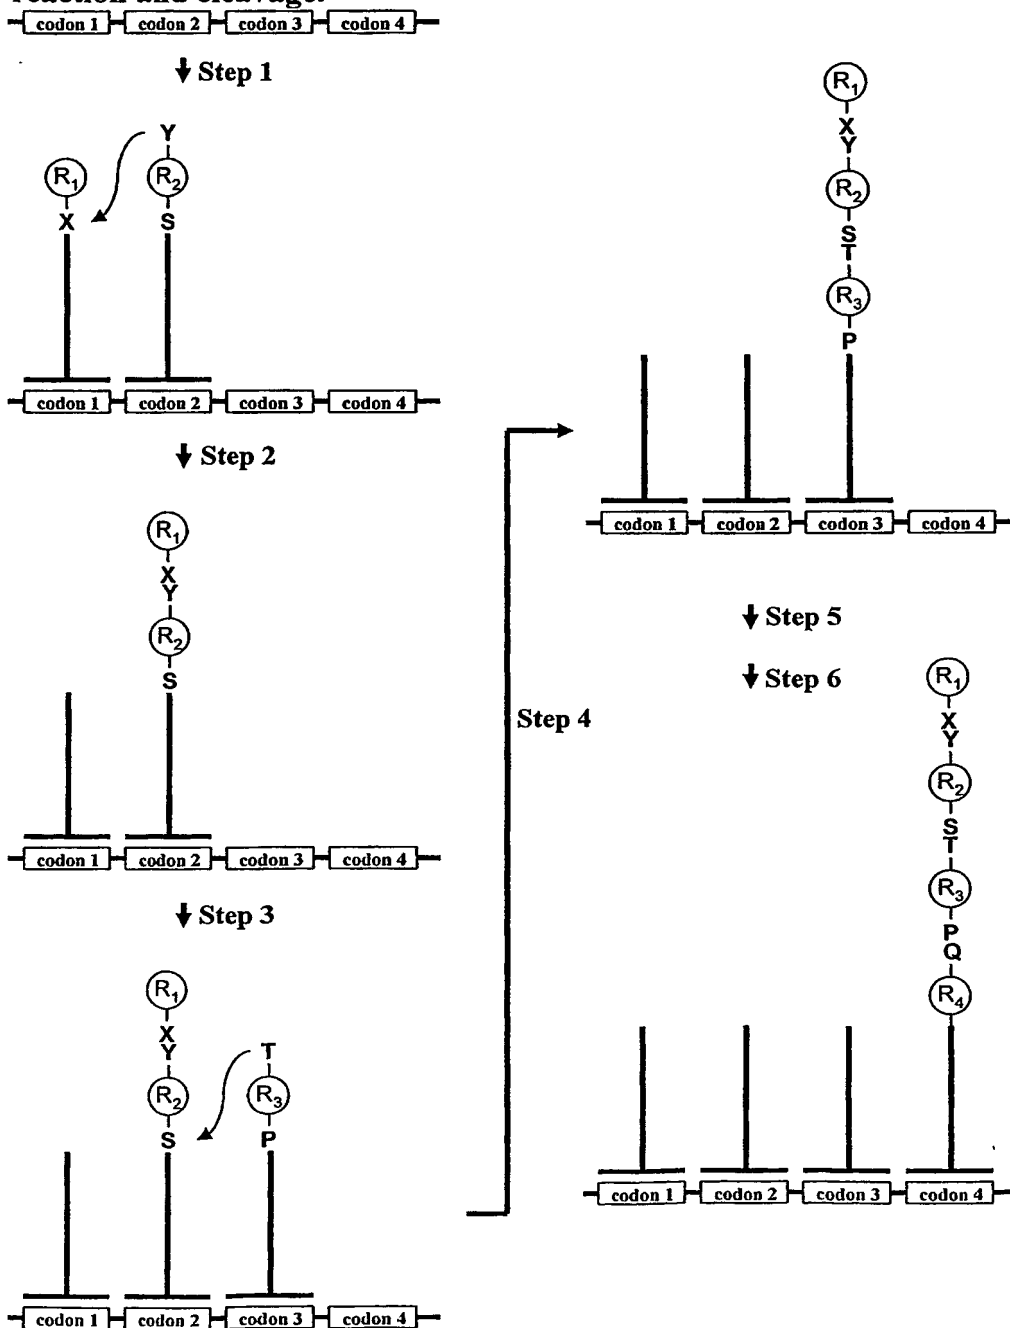 reaction and cleavage.
codon 1 codon 2 codon 3 codon 4
Step 1
Y
R1 R2
X S
codon 1 codon 2 codon 3 codon 4
Step 2
R1
X
Y
R2
S
codon 1 codon 2 codon 3 codon 4
Step 3
R1
X
Y T
R2 R3
S P
codon 1 codon 2 codon 3 codon 4
Step 4
R1
X
Y
R2
S
T
R3
P
codon 1 codon 2 codon 3 codon 4
Step 5
Step 6
R1
X
Y
R2
S
T
R3
P
Q
R4
codon 1 codon 2 codon 3 codon 4